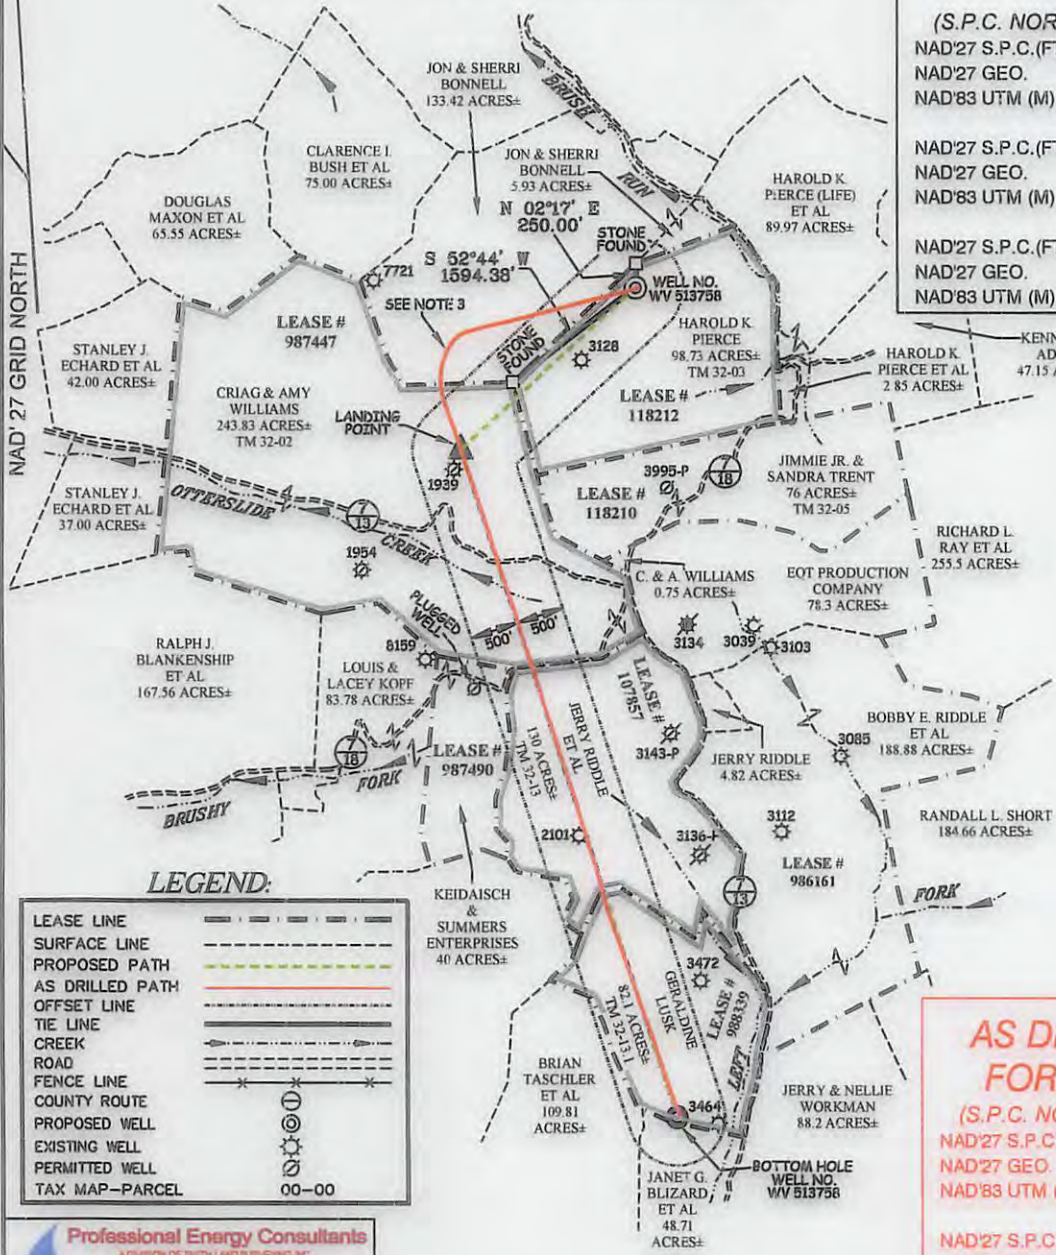 (S.P.C. NOR
NAD'27 S.P.C.(FT
NAD'27 GEO.
NAD'83 UTM (M)
NAD'27 S.P.C.(FT
NAD'27 GEO.
NAD'83 UTM (M)
NAD'27 S.P.C.(FT
NAD'27 GEO.
NAD'83 UTM (M)
NAD' 27 GRID NORTH
JON & SHERRI
BONNELL
133.42 ACRES±
BRUSH
RUN
CLARENCE I.
BUSH ET AL
75.00 ACRES±
JON & SHERRI
BONNELL
5.93 ACRES±
HAROLD K.
PIERCE (LIFE)
ET AL
89.97 ACRES±
DOUGLAS
MAXON ET AL
65.55 ACRES±
N 02°17' E
250.00'
STONE
FOUND
S 52°44' W
1594.38'
7721
SEE NOTE 3
WELL NO.
WV 513758
LEASE #
987447
STONE
FOUND
3128
HAROLD K.
PIERCE
98.73 ACRES±
TM 32-03
STANLEY J.
ECHARD ET AL
42.00 ACRES±
HAROLD K.
PIERCE ET AL
2.85 ACRES±
KENN
AD
47.15 A
CRIAG & AMY
WILLIAMS
243.83 ACRES±
TM 32-02
LEASE #
118212
LANDING
POINT
1939
3995-P
7
18
JIMMIE JR. &
SANDRA TRENT
76 ACRES±
TM 32-05
LEASE #
118210
STANLEY J.
ECHARD ET AL
37.00 ACRES±
OTTERSLIDE
CREEK
7
13
1954
RICHARD L.
RAY ET AL
255.5 ACRES±
C. & A. WILLIAMS
0.75 ACRES±
EQT PRODUCTION
COMPANY
78.3 ACRES±
PLUGGED
WELL
500'
500'
3134
3039
3103
8159
RALPH J.
BLANKENSHIP
ET AL
167.56 ACRES±
LOUIS &
LACEY KOPF
83.78 ACRES±
LEASE #
107857
3143-P
JERRY RIDDLE
ET AL
130 ACRES±
TM 32-13
JERRY RIDDLE
4.82 ACRES±
3085
BOBBY E. RIDDLE
ET AL
188.88 ACRES±
7
18
LEASE #
987490
BRUSHY
FORK
2101
3136-F
3112
LEASE #
986161
RANDALL L. SHORT
184.66 ACRES±
7
13
FORK
KEIDAISCH
&
SUMMERS
ENTERPRISES
40 ACRES±
3472
GERALDINE
LUSK
82.1 ACRES±
TM 32-13.1
LEASE #
988339
LEFT
BRIAN
TASCHLER
ET AL
109.81
ACRES±
3464
JERRY & NELLIE
WORKMAN
88.2 ACRES±
BOTTOM HOLE
WELL NO.
WV 513758
JANET G.
BLIZARD
ET AL
48.71
ACRES±
LEGEND:
LEASE LINE
SURFACE LINE
PROPOSED PATH
AS DRILLED PATH
OFFSET LINE
TIE LINE
CREEK
ROAD
FENCE LINE
COUNTY ROUTE
PROPOSED WELL
EXISTING WELL
PERMITTED WELL
TAX MAP-PARCEL 00-00
AS D
FOR
(S.P.C. NO
NAD'27 S.P.C.
NAD'27 GEO.
NAD'83 UTM (
NAD'27 S.P.C
Professional Energy Consultants